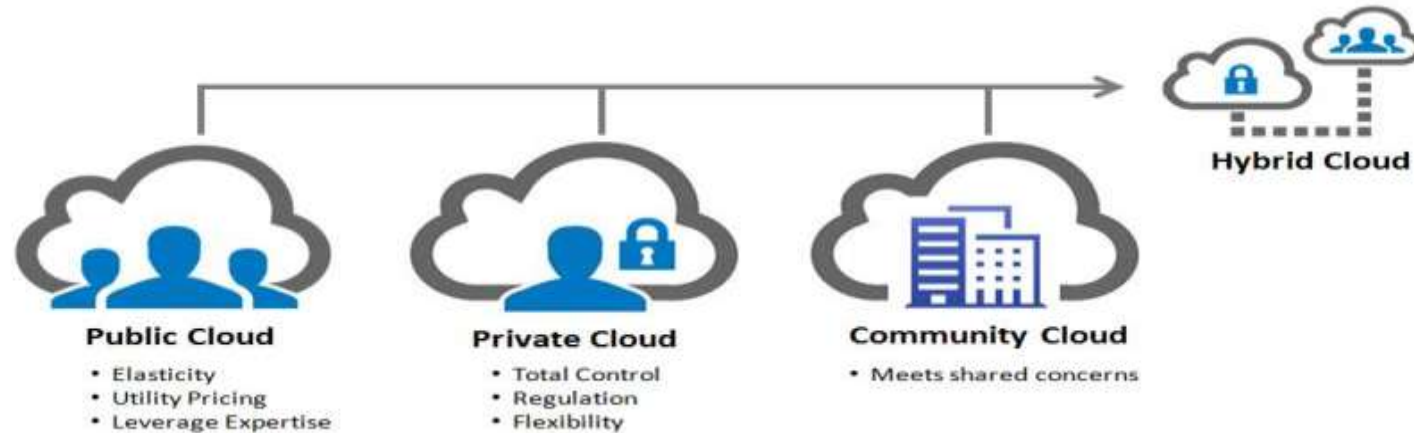 Hybrid Cloud
Public Cloud
• Elasticity
• Utility Pricing
• Leverage Expertise
Private Cloud
• Total Control
• Regulation
• Flexibility
Community Cloud
• Meets shared concerns